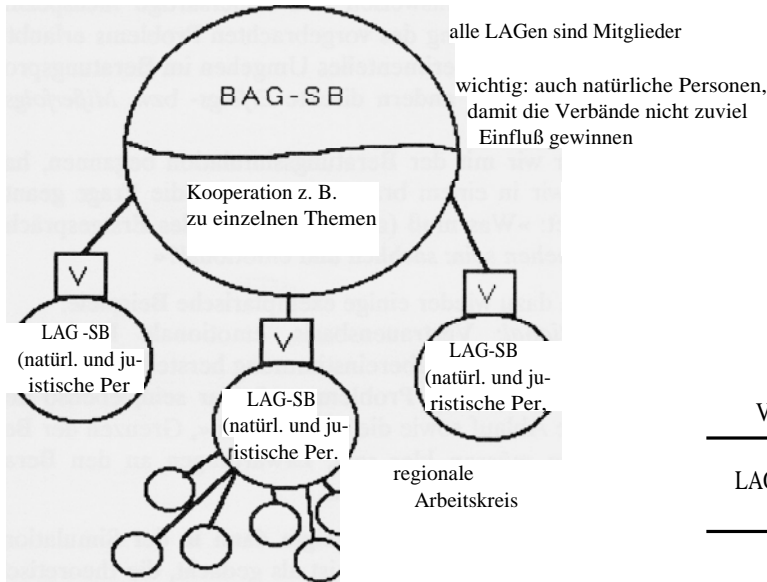 alle LAGen sind Mitglieder
wichtig: auch natürliche Personen,
damit die Verbände nicht zuviel
Einfluß gewinnen
BAG-SB
Kooperation z. B.
zu einzelnen Themen
V
V
V
LAG -SB
(natürl. und ju-
istische Per
LAG-SB
(natürl. und ju-
ristische Per.
LAG-SB
(natürl. und ju-
ristische Per.
regionale
Arbeitskreis
V
LAG